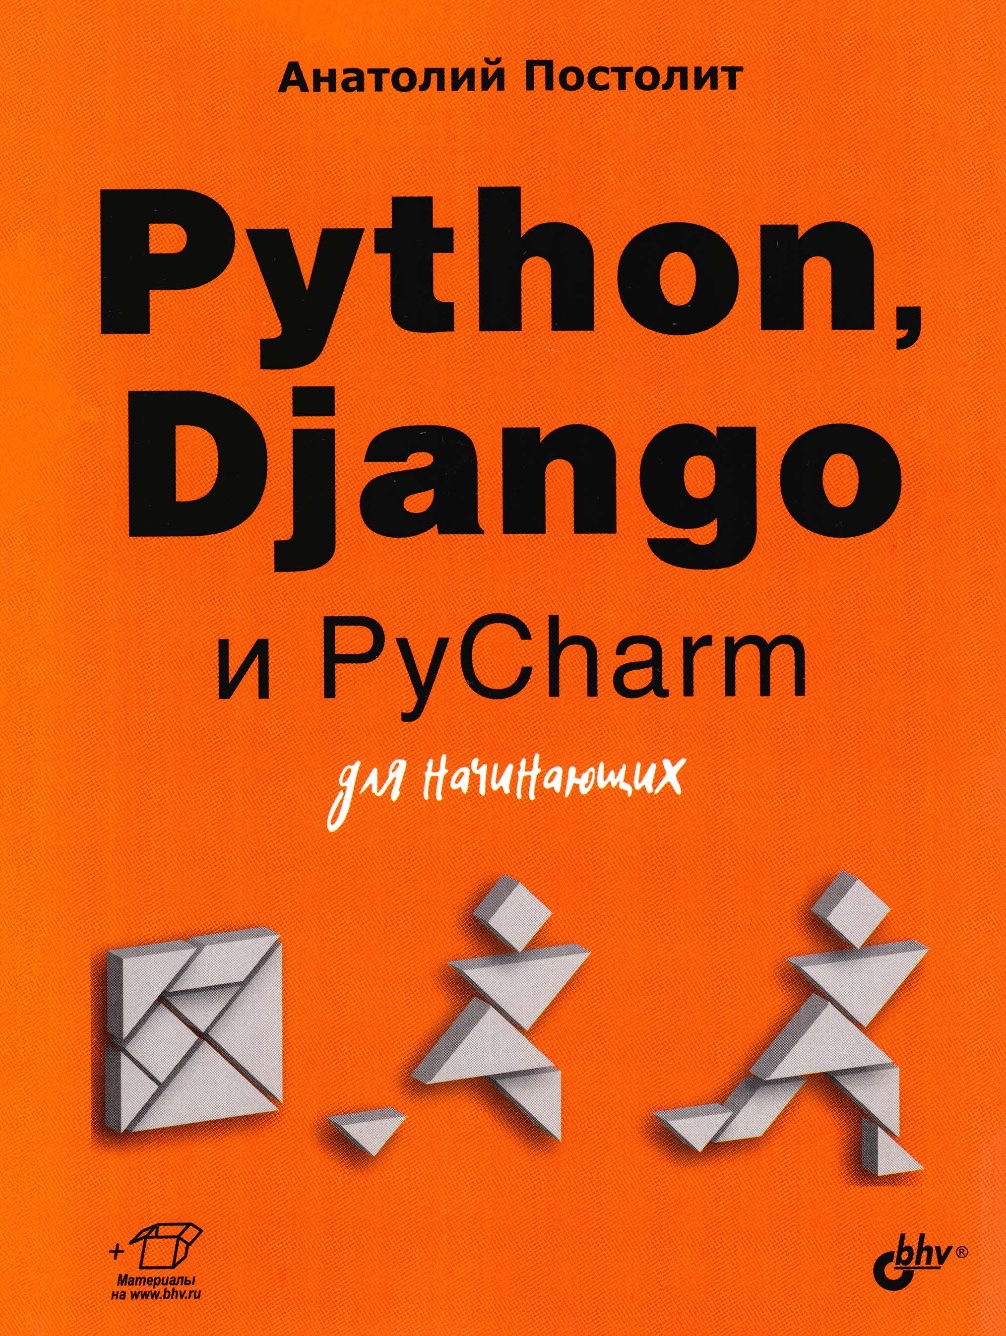 Анатолий Постолит
Python,
Django
и PyCharm
для начинающих
+
Материалы
на www.bhv.ru
bhv®